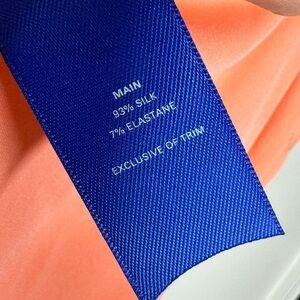 MAIN
93% SILK
7% ELASTANE
EXCLUSIVE OF TRIM